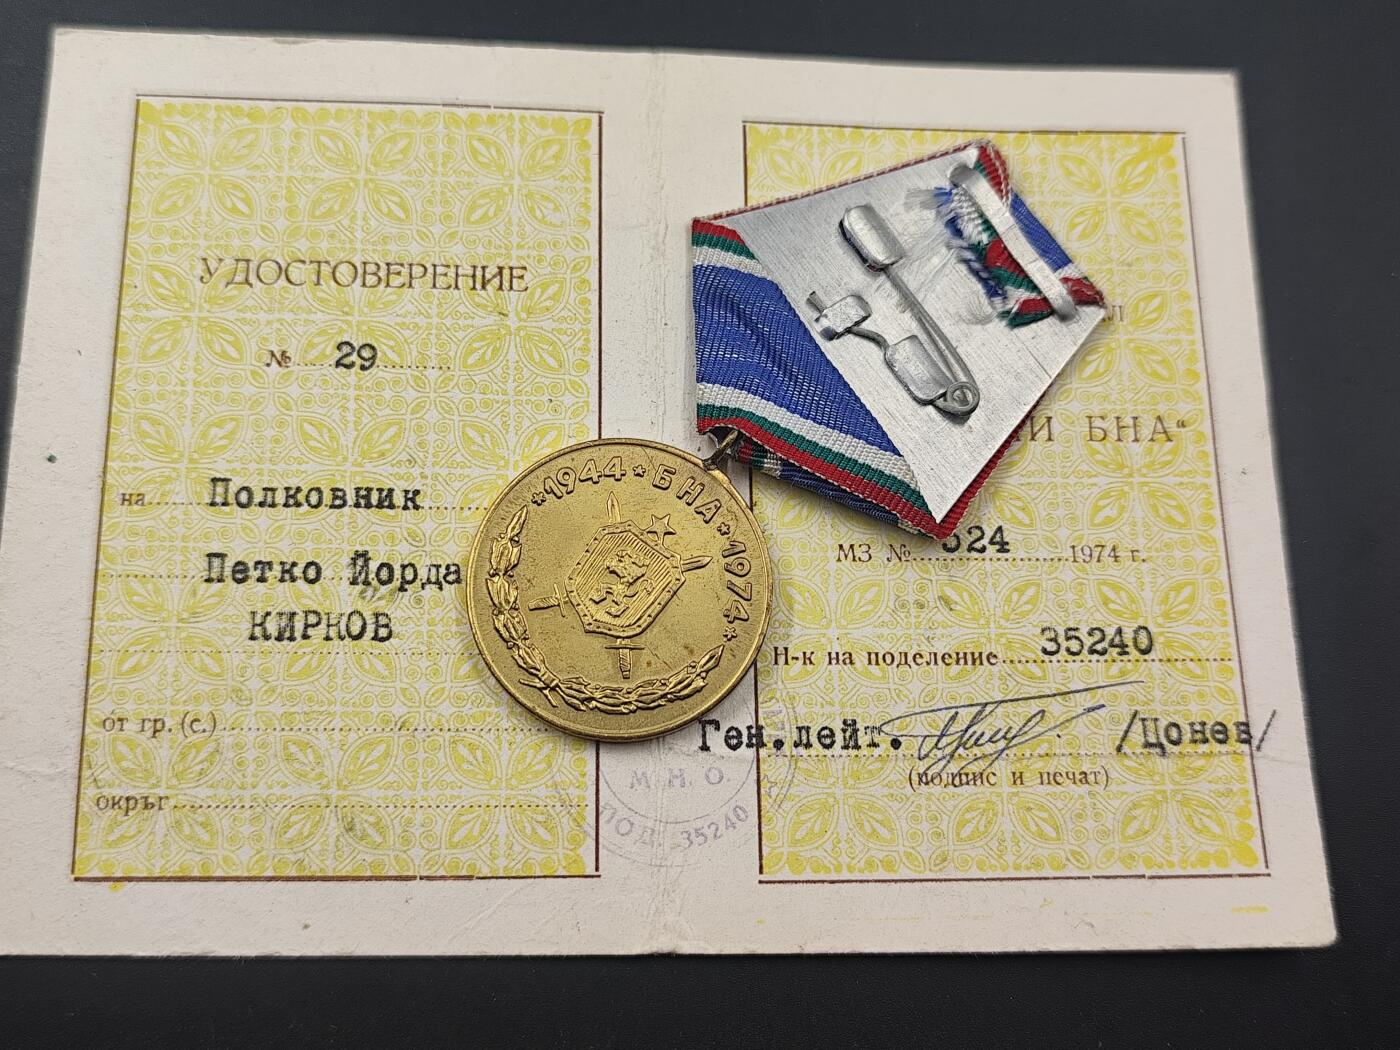 УДОСТОВЕРЕНИЕ
№ 29
на Полковник
Петко Йорда
КИРКОВ
от гр. (с.)
окръг
*1944*БНА*1974*
БНА“
МЗ № 524 1974 г.
Н-к на поделение 35240
Ген.лейт. /Цонев/
(подпис и печат)
М. Н. О.
ПОД. 35240